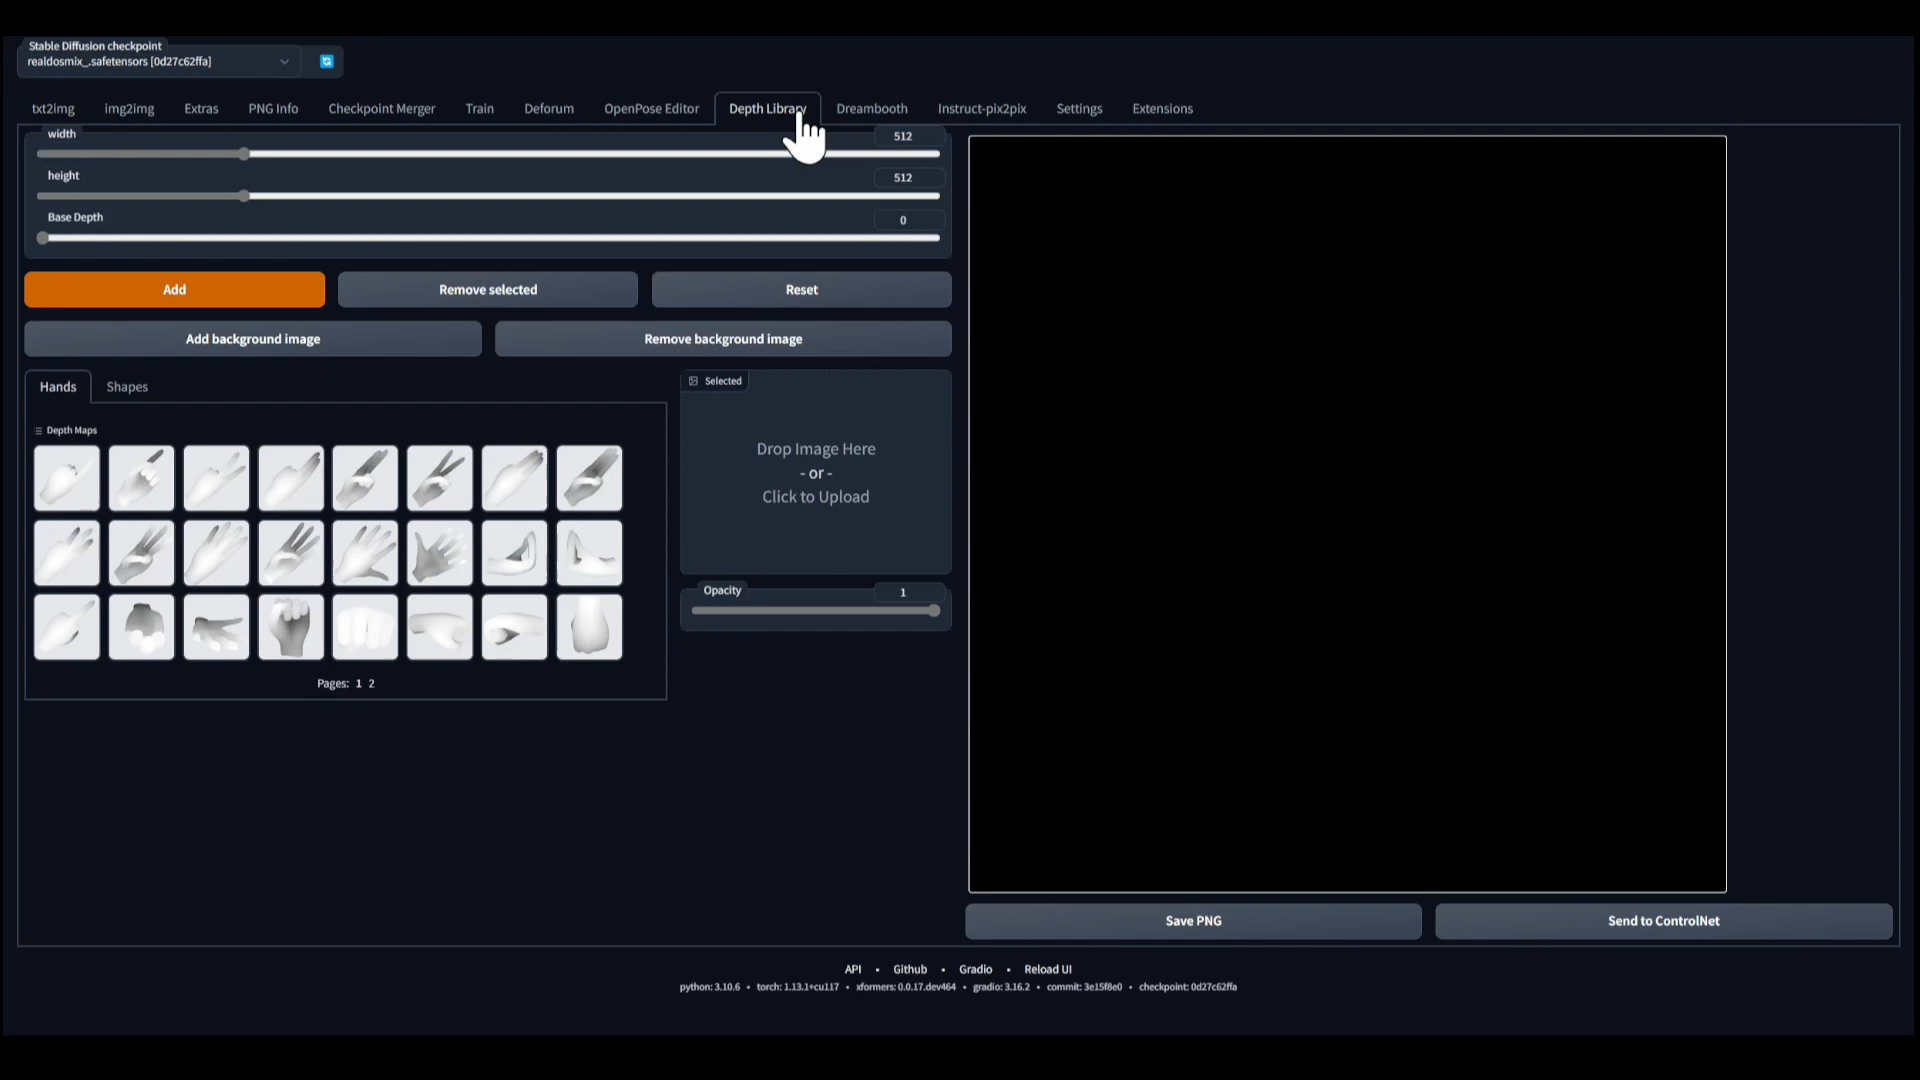 Stable Diffusion checkpoint
realdosmix_.safetensors [0d27c62ffa]
txt2img img2img Extras PNG Info Checkpoint Merger Train Deforum OpenPose Editor Depth Library Dreambooth Instruct-pix2pix Settings Extensions
width 512
height 512
Base Depth 0
Add Remove selected Reset
Add background image Remove background image
Hands Shapes
Depth Maps
Pages: 1 2
Selected
Drop Image Here
- or -
Click to Upload
Opacity 1
Save PNG Send to ControlNet
API • Github • Gradio • Reload UI
python: 3.10.6 • torch: 1.13.1+cu117 • xformers: 0.0.17.dev464 • gradio: 3.16.2 • commit: 3e15f8e0 • checkpoint: 0d27c62ffa